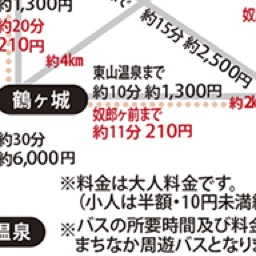 約1,300円
約20分
210円
約4km
約15分 約2,500円
奴
東山温泉まで
約10分 約1,300円
鶴ヶ城
奴郎ヶ前まで
約11分 210円
約2k
約30分
約6,000円
※料金は大人料金です。
(小人は半額・10円未満
※バスの所要時間及び料金
まちなか周遊バスとなりま
温泉